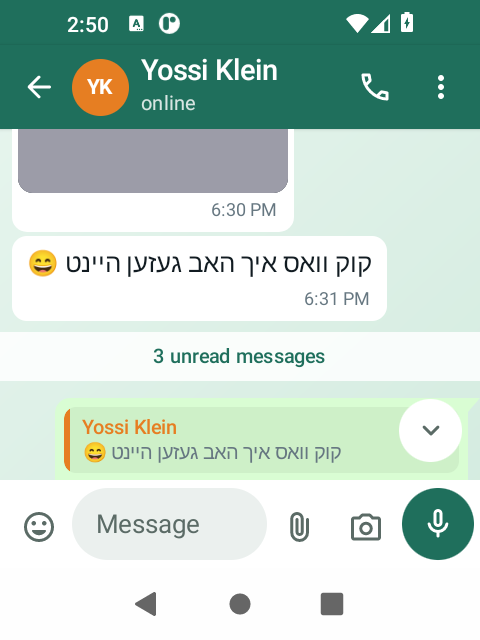 2:50
A
YK
Yossi Klein
online
6:30 PM
קוק וואס איך האב געזען היינט 😄
6:31 PM
3 unread messages
Yossi Klein
קוק וואס איך האב געזען היינט 😄
Message